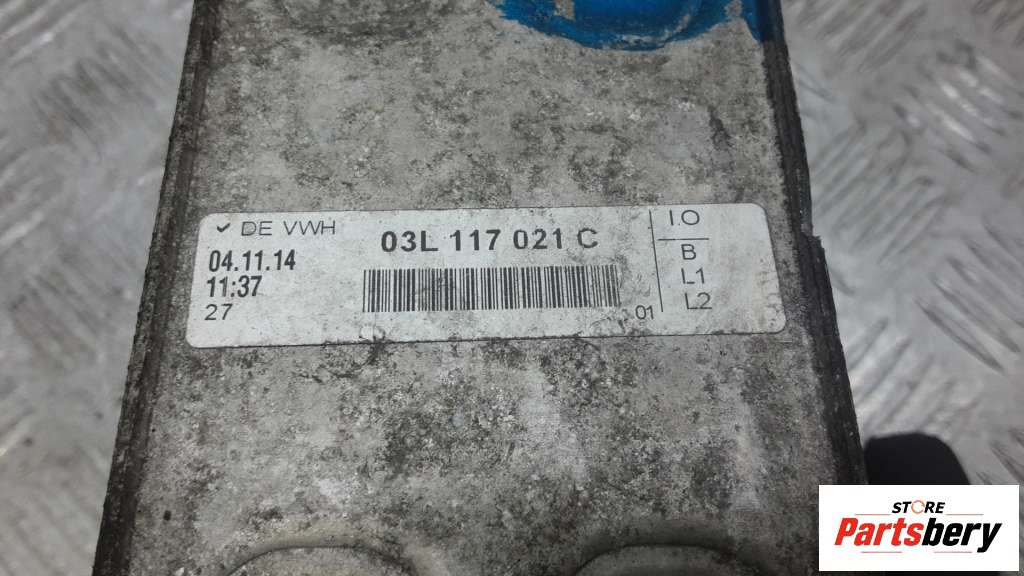 ✓ DE VWH
04.11.14
11:37
27
03L 117 021 C
01
I.O
B
L1
L2
STORE
Partsbery